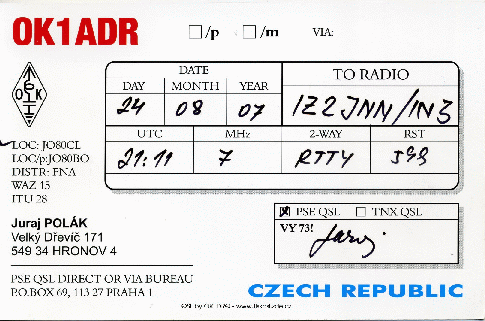 OK1ADR /p /m VIA:
OK
DATE TO RADIO
DAY MONTH YEAR
24 08 07 IZ2JNN/IN3
UTC MHz 2-WAY RST
21:11 7 RTTY 599
LOC: JO80CL
LOC/p:JO80BO
DISTR: FNA
WAZ 15
ITU 28
PSE QSL TNX QSL
VY 73!
Juraj POLÁK
Velký Dřevíč 171
549 34 HRONOV 4
PSE QSL DIRECT OR VIA BUREAU
P.O.BOX 69, 113 27 PRAHA 1
CZECH REPUBLIC